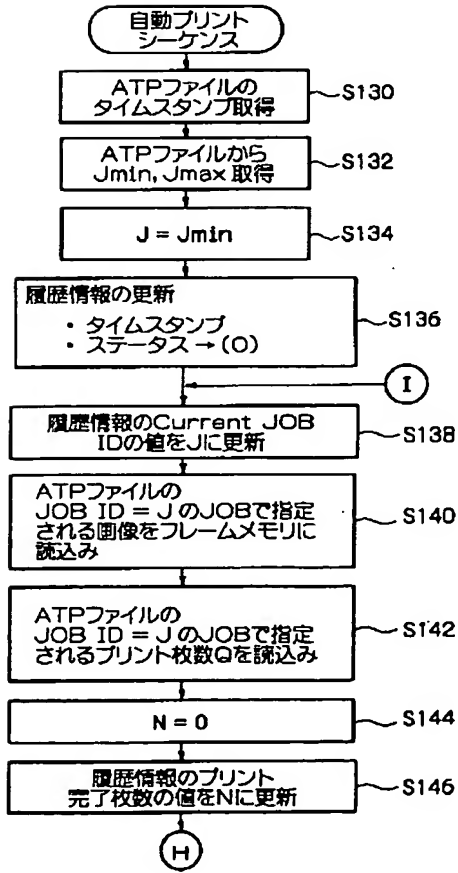 自動プリント
シーケンス
ATPファイルの
タイムスタンプ取得
S130
ATPファイルから
Jmin, Jmax 取得
S132
J = Jmin
S134
履歴情報の更新
・ タイムスタンプ
・ ステータス→(0)
S136
I
履歴情報のCurrent JOB
IDの値をJに更新
S138
ATPファイルの
JOB ID = J のJOBで指定
される画像をフレームメモリに
読込み
S140
ATPファイルの
JOB ID = J のJOBで指定
されるプリント枚数Qを読込み
S142
N = 0
S144
履歴情報のプリント
完了枚数の値をNに更新
S146
H